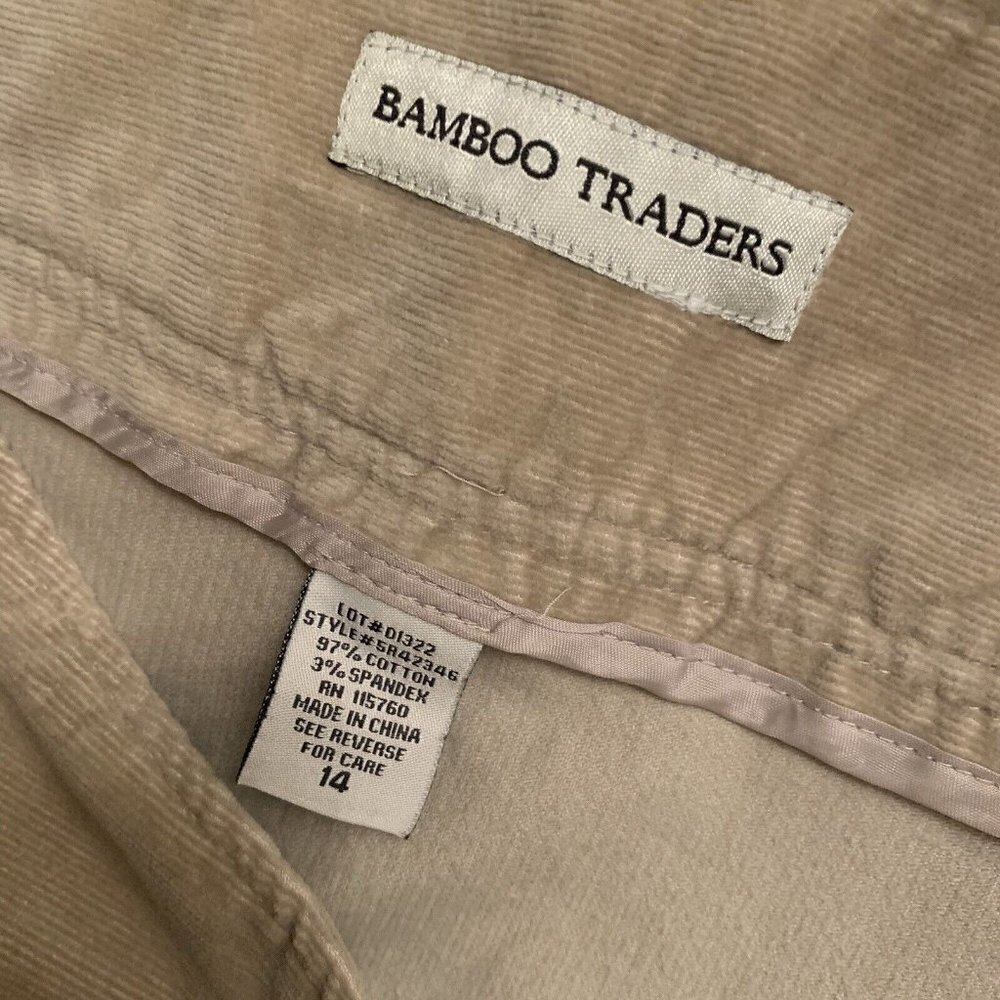 BAMBOO TRADERS
LOT# D1322
STYLE# 5A42346
97% COTTON
3% SPANDEX
RN 115760
MADE IN CHINA
SEE REVERSE
FOR CARE
14